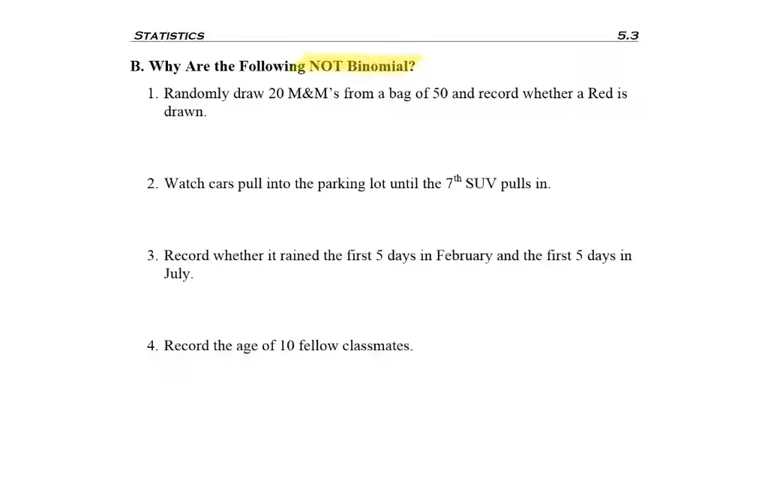 STATISTICS 5.3
B. Why Are the Following NOT Binomial?
1. Randomly draw 20 M&M's from a bag of 50 and record whether a Red is
drawn.
2. Watch cars pull into the parking lot until the 7th SUV pulls in.
3. Record whether it rained the first 5 days in February and the first 5 days in
July.
4. Record the age of 10 fellow classmates.